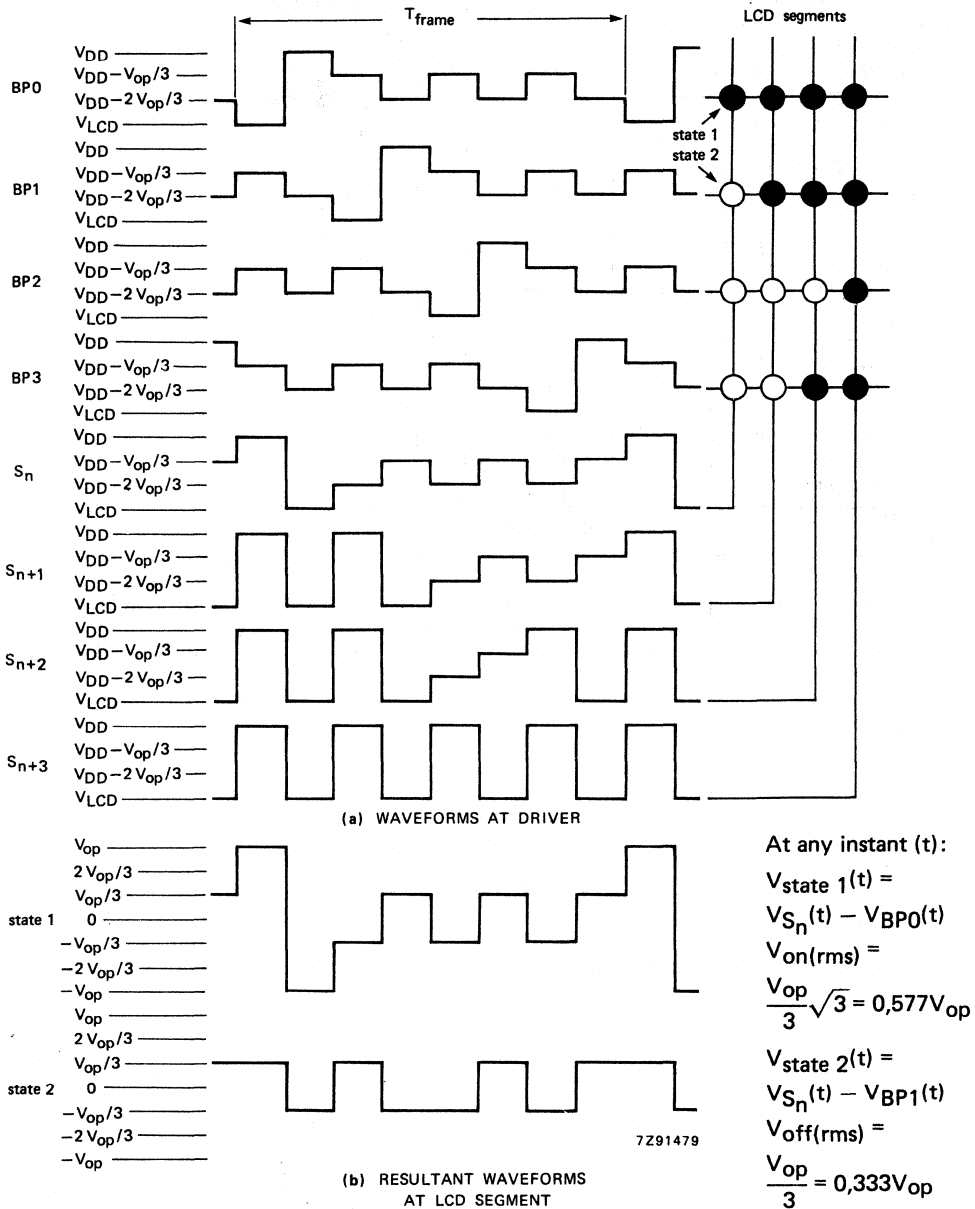 T_frame
LCD segments
BP0
V_DD
V_DD−V_op/3
V_DD−2 V_op/3
V_LCD
state 1
state 2
BP1
V_DD
V_DD−V_op/3
V_DD−2 V_op/3
V_LCD
BP2
V_DD
V_DD−V_op/3
V_DD−2 V_op/3
V_LCD
BP3
V_DD
V_DD−V_op/3
V_DD−2 V_op/3
V_LCD
S_n
V_DD
V_DD−V_op/3
V_DD−2 V_op/3
V_LCD
S_n+1
V_DD
V_DD−V_op/3
V_DD−2 V_op/3
V_LCD
S_n+2
V_DD
V_DD−V_op/3
V_DD−2 V_op/3
V_LCD
S_n+3
V_DD
V_DD−V_op/3
V_DD−2 V_op/3
V_LCD
(a) WAVEFORMS AT DRIVER
state 1
V_op
2 V_op/3
V_op/3
0
−V_op/3
−2 V_op/3
−V_op
state 2
V_op
2 V_op/3
V_op/3
0
−V_op/3
−2 V_op/3
−V_op
7Z91479
(b) RESULTANT WAVEFORMS
AT LCD SEGMENT
At any instant (t):
V_state 1(t) =
V_Sn(t) − V_BP0(t)
V_on(rms) =
V_op/3 √3 = 0,577V_op
V_state 2(t) =
V_Sn(t) − V_BP1(t)
V_off(rms) =
V_op/3 = 0,333V_op